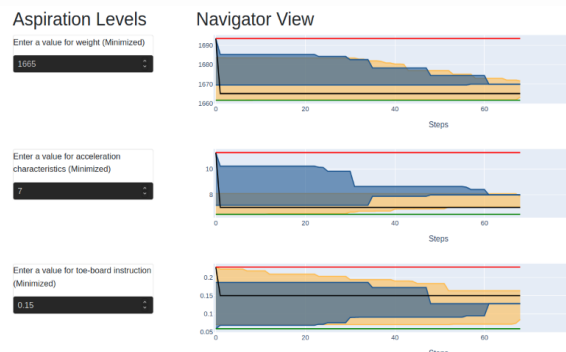 Aspiration Levels
Navigator View
Enter a value for weight (Minimized)
1665
1690
1680
1670
1660
0
20
40
60
Steps
Enter a value for acceleration
characteristics (Minimized)
7
10
8
0
20
40
60
Steps
Enter a value for toe-board instruction
(Minimized)
0.15
0.2
0.15
0.1
0.05
0
20
40
60
Steps